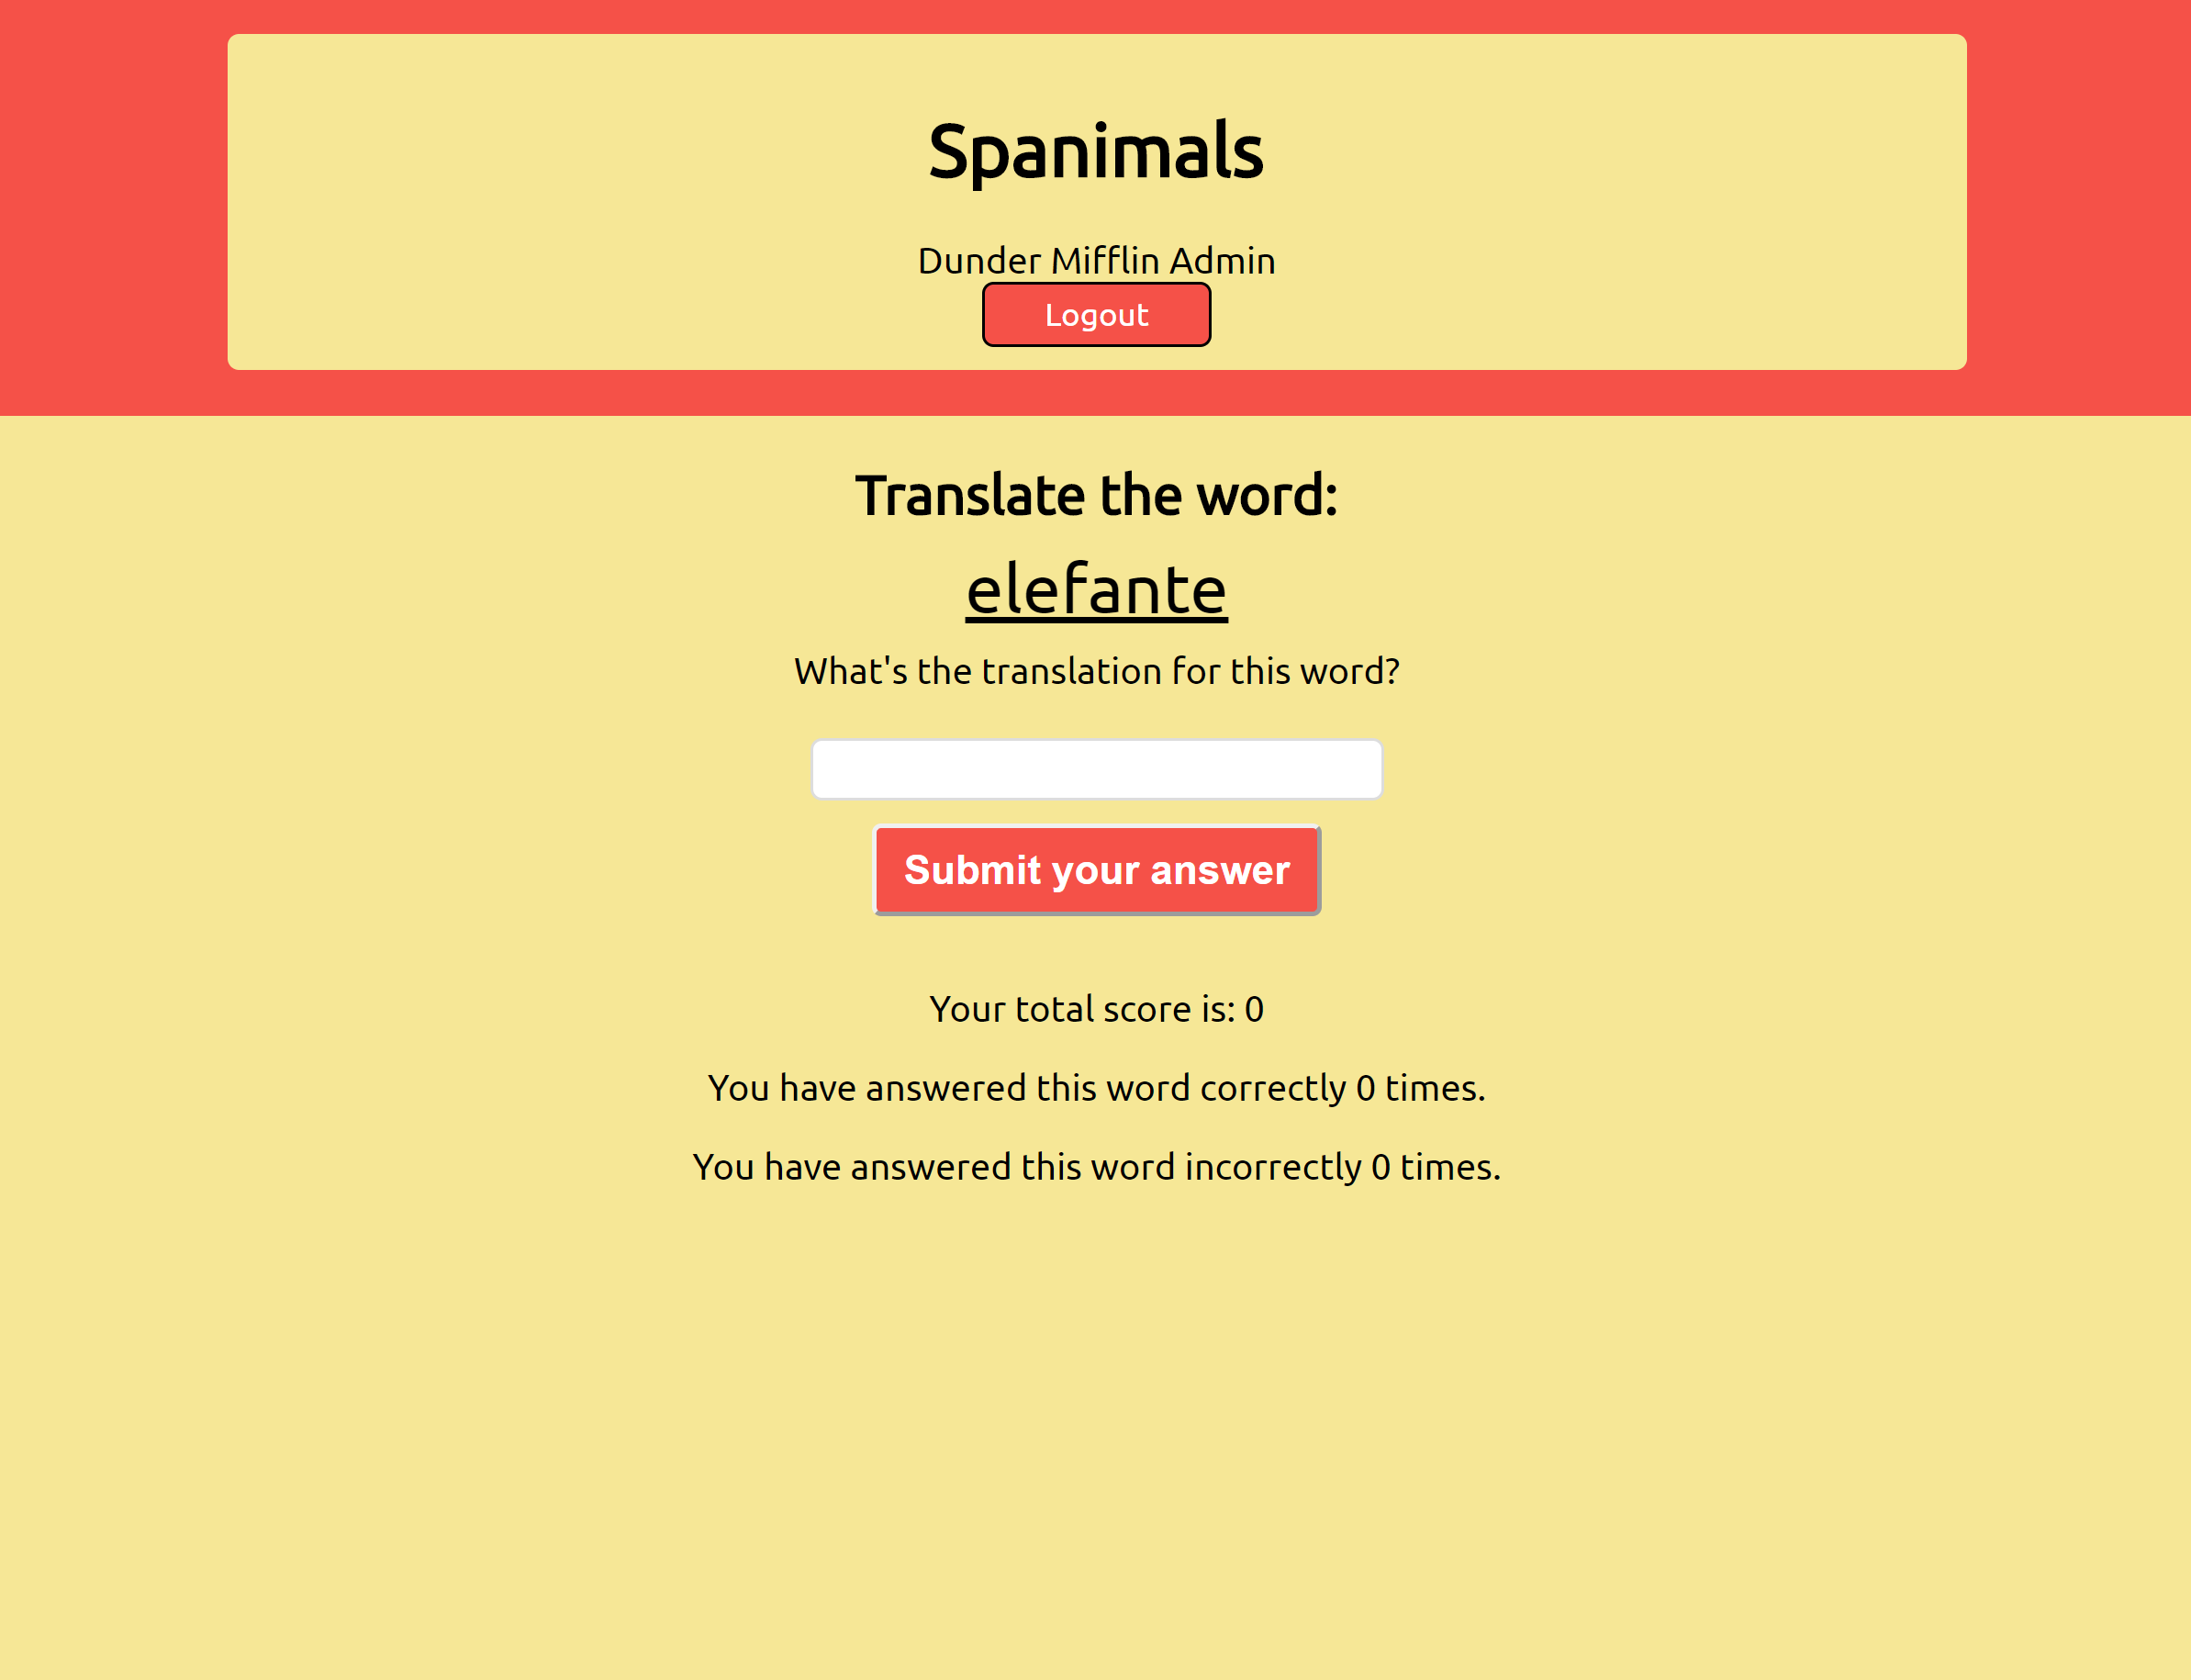 Spanimals
Dunder Mifflin Admin
Logout
Translate the word:
elefante
What's the translation for this word?
Submit your answer
Your total score is: 0
You have answered this word correctly 0 times.
You have answered this word incorrectly 0 times.